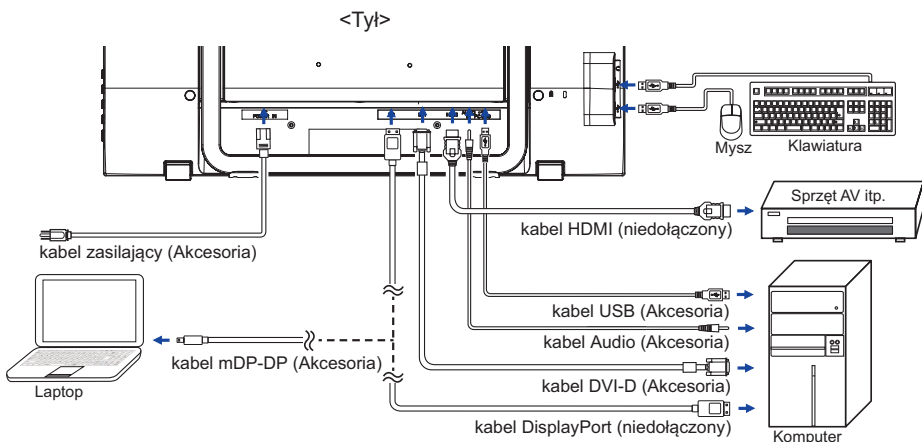 <Tył>
Mysz
Klawiatura
Sprzęt AV itp.
kabel HDMI (niedołączony)
kabel zasilający (Akcesoria)
kabel USB (Akcesoria)
kabel Audio (Akcesoria)
kabel mDP-DP (Akcesoria)
Laptop
kabel DVI-D (Akcesoria)
kabel DisplayPort (niedołączony)
Komputer